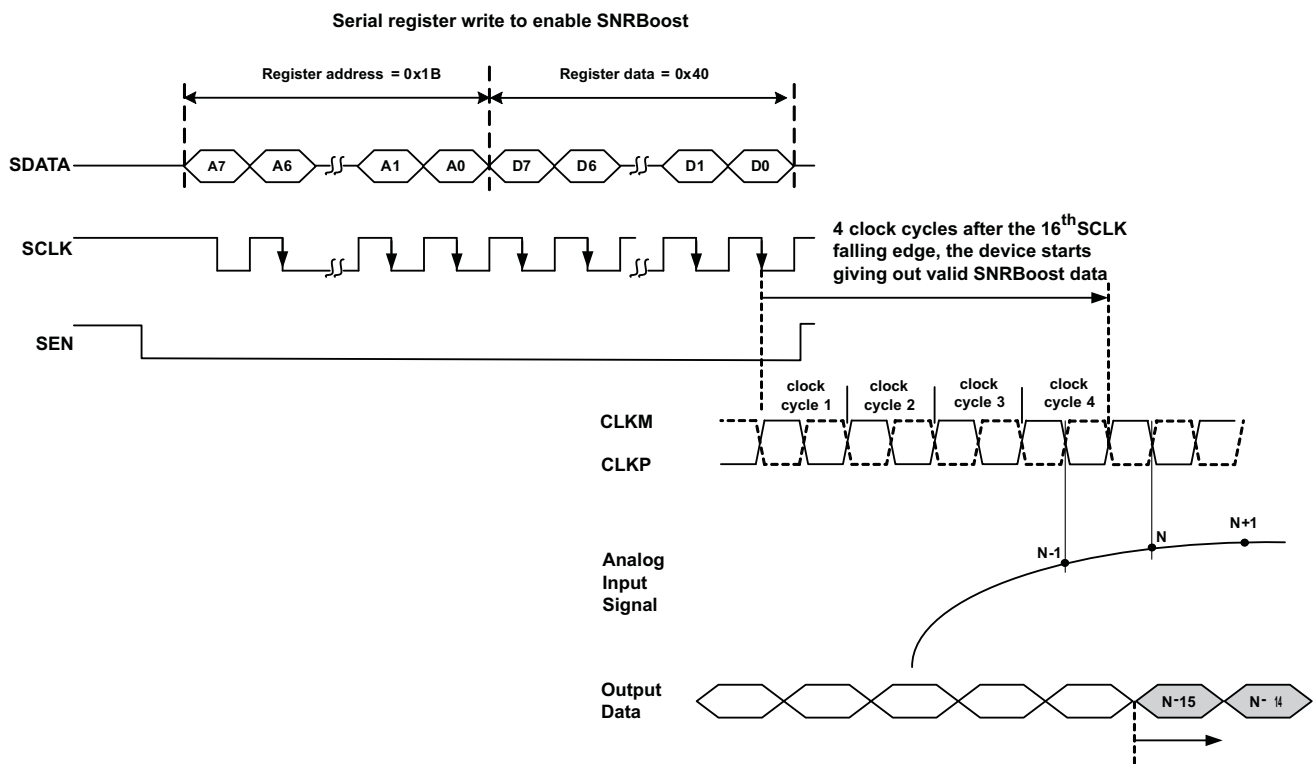 Serial register write to enable SNRBoost
Register address = 0x1B
Register data = 0x40
SDATA
A7
A6
A1
A0
D7
D6
D1
D0
SCLK
4 clock cycles after the 16th SCLK
falling edge, the device starts
giving out valid SNRBoost data
SEN
clock
cycle 1
clock
cycle 2
clock
cycle 3
clock
cycle 4
CLKM
CLKP
Analog
Input
Signal
N-1
N
N+1
Output
Data
N-15
N- 14